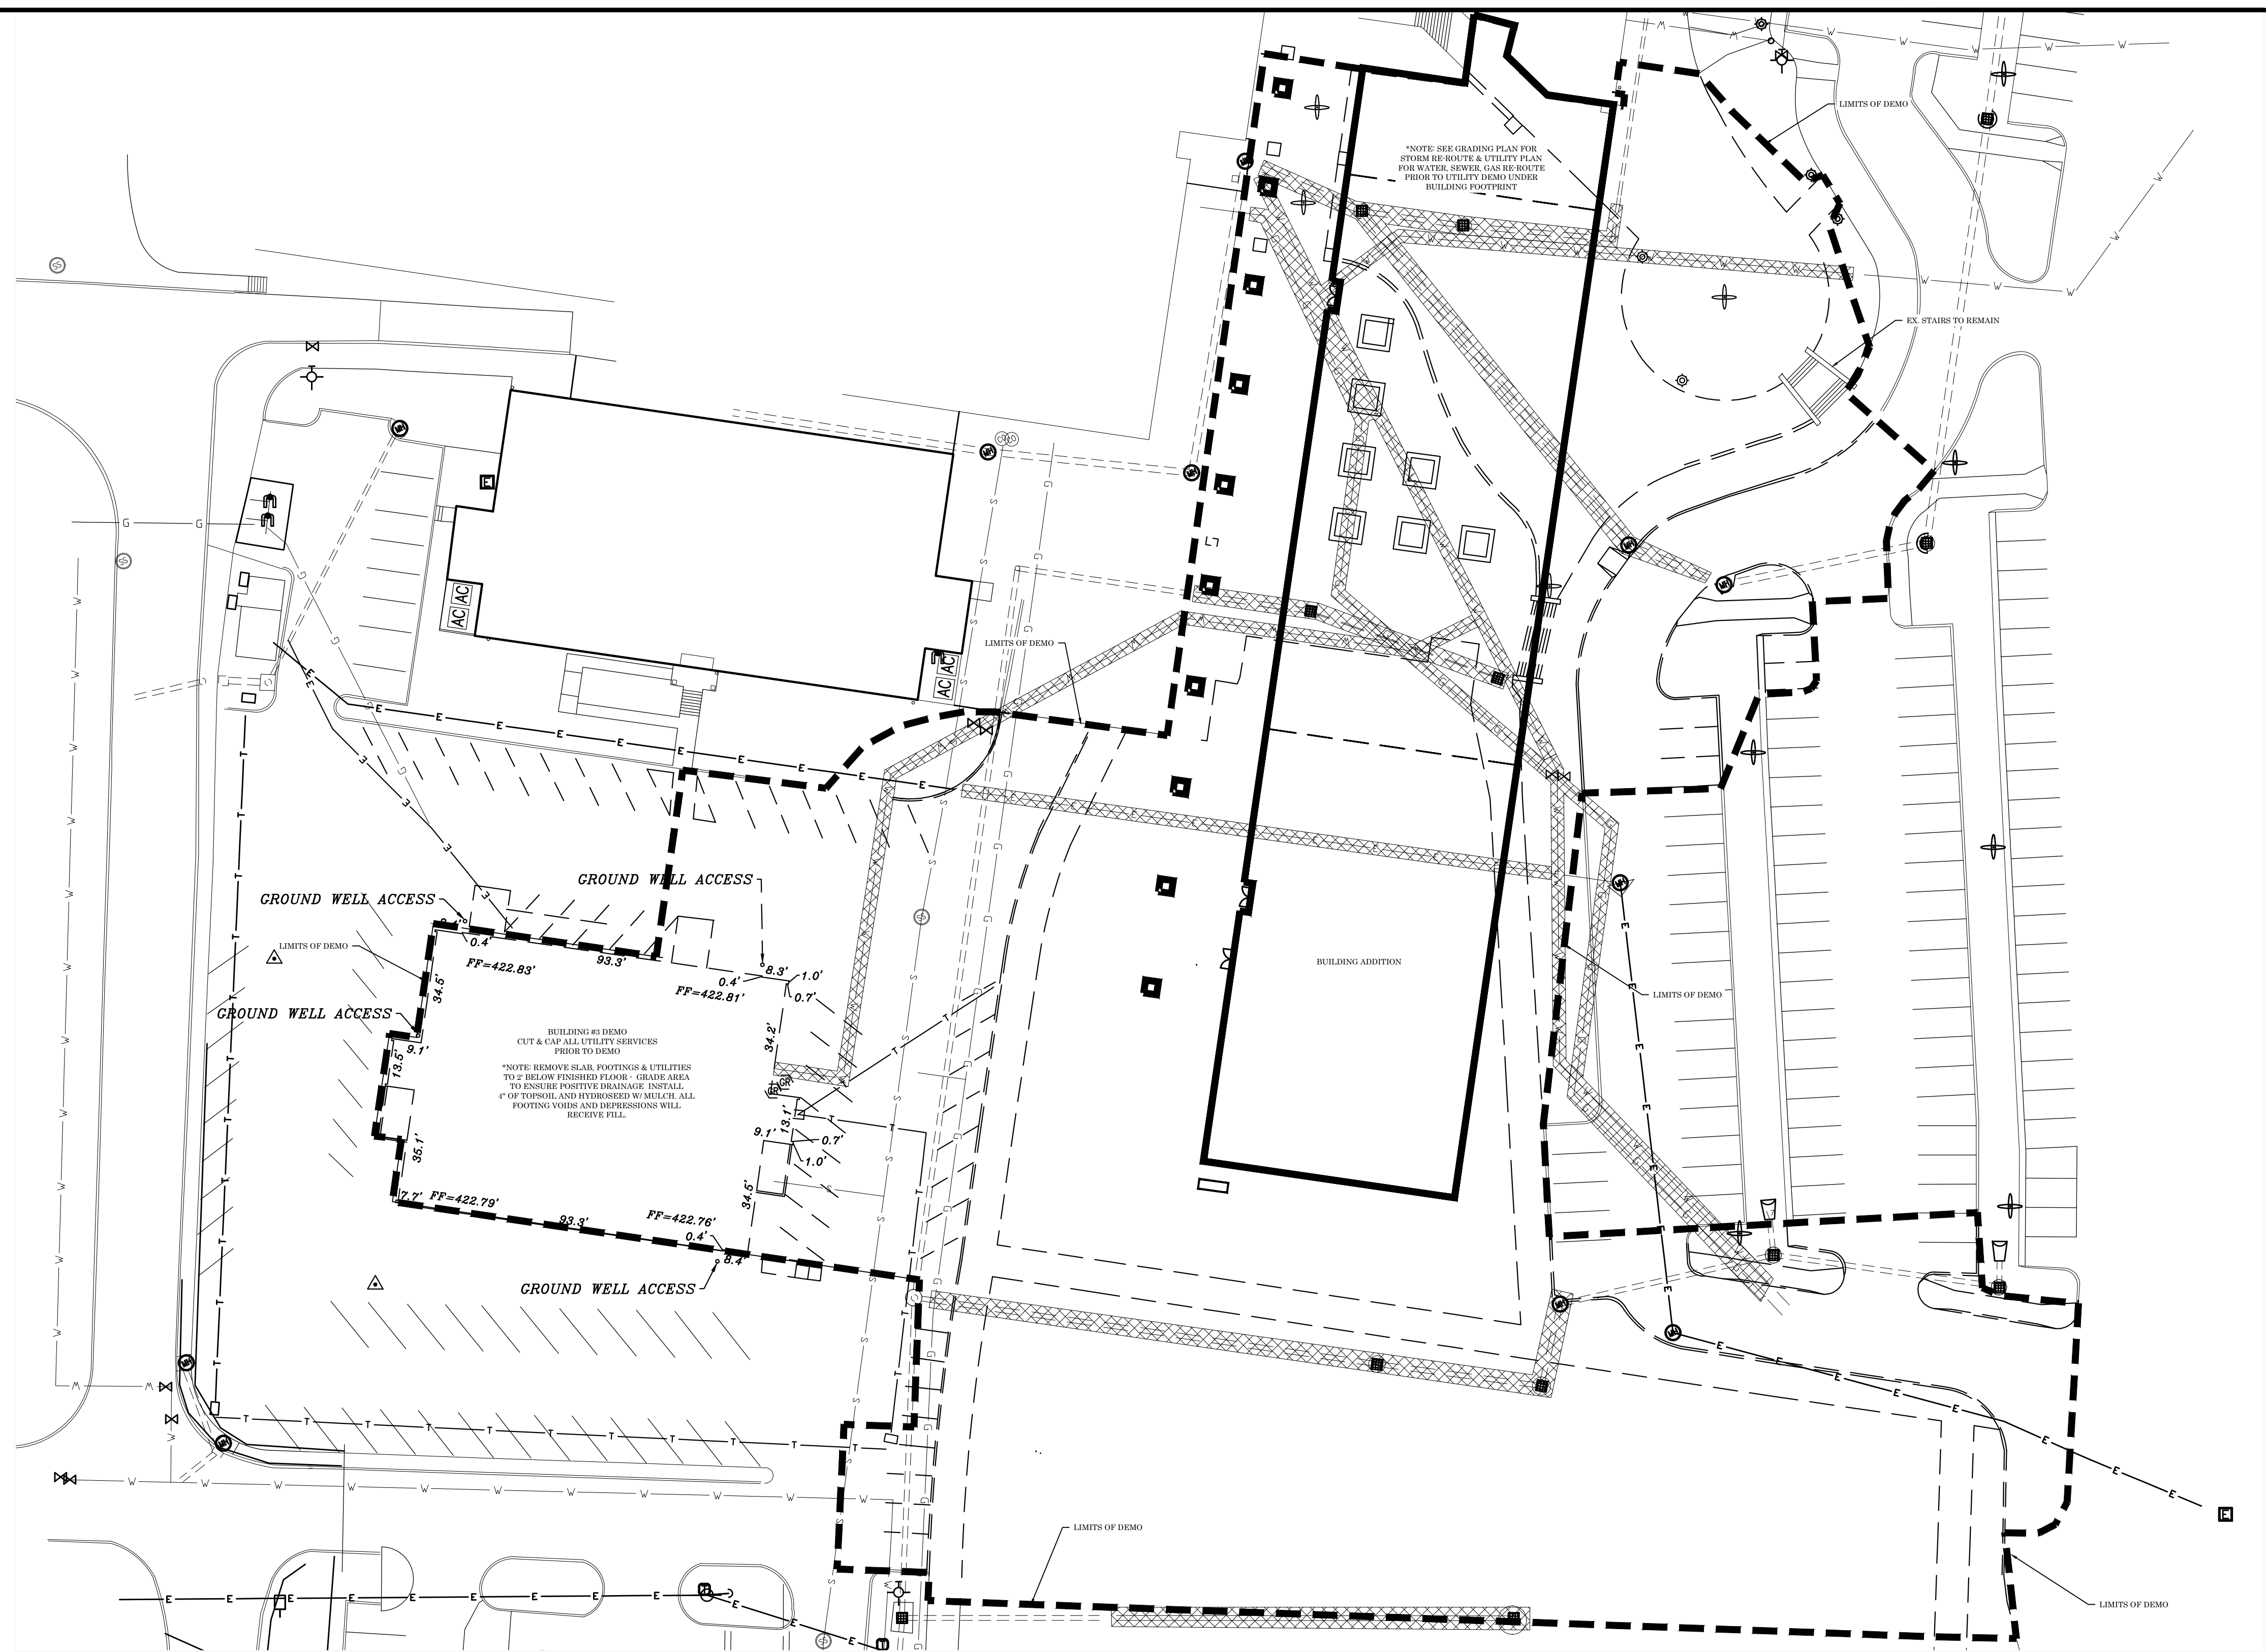 LIMITS OF DEMO
*NOTE: SEE GRADING PLAN FOR
STORM RE-ROUTE & UTILITY PLAN
FOR WATER, SEWER, GAS RE-ROUTE
PRIOR TO UTILITY DEMO UNDER
BUILDING FOOTPRINT
EX. STAIRS TO REMAIN
AC
AC
AC
AC
LIMITS OF DEMO
GROUND WELL ACCESS
GROUND WELL ACCESS
LIMITS OF DEMO
0.4'
93.3'
FF=422.83'
34.5'
8.3'
1.0'
0.4'
FF=422.81'
0.7'
BUILDING ADDITION
LIMITS OF DEMO
GROUND WELL ACCESS
9.1'
13.5'
34.2'
BUILDING #3 DEMO
CUT & CAP ALL UTILITY SERVICES
PRIOR TO DEMO
*NOTE: REMOVE SLAB, FOOTINGS & UTILITIES
TO 2' BELOW FINISHED FLOOR - GRADE AREA
TO ENSURE POSITIVE DRAINAGE INSTALL
4" OF TOPSOIL AND HYDROSEED W/ MULCH. ALL
FOOTING VOIDS AND DEPRESSIONS WILL
RECEIVE FILL.
13.1'
9.1'
0.7'
35.1'
1.0'
34.5'
7.7'
FF=422.79'
93.3'
FF=422.76'
0.4'
8.4'
GROUND WELL ACCESS
LIMITS OF DEMO
LIMITS OF DEMO